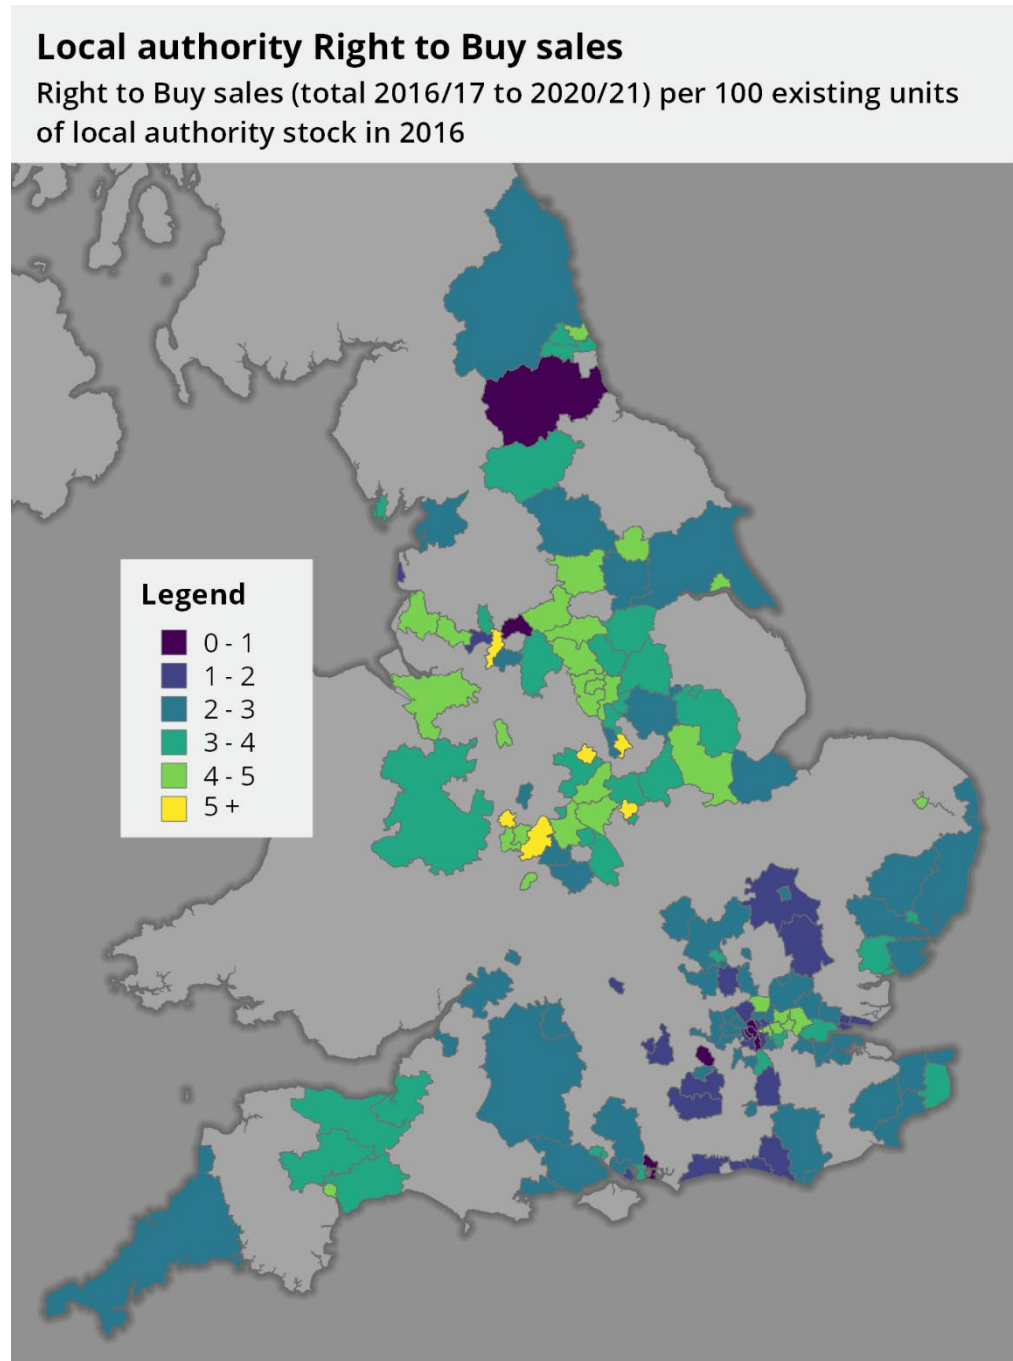 Local authority Right to Buy sales
Right to Buy sales (total 2016/17 to 2020/21) per 100 existing units
of local authority stock in 2016
Legend
0 - 1
1 - 2
2 - 3
3 - 4
4 - 5
5 +